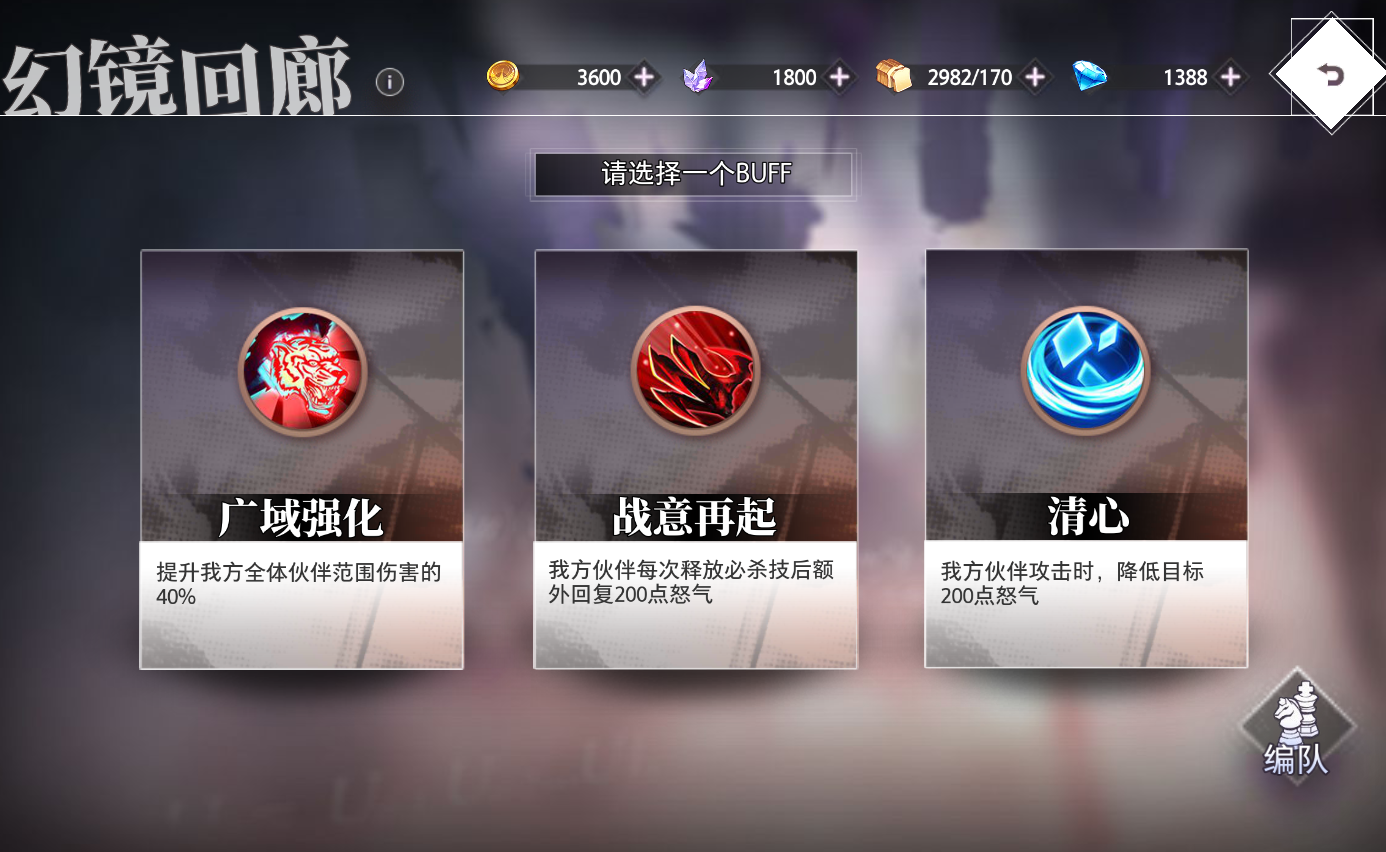 幻镜回廊
3600
1800
2982/170
1388
请选择一个BUFF
广域强化
提升我方全体伙伴范围伤害的
40%
战意再起
我方伙伴每次释放必杀技后额
外回复200点怒气
清心
我方伙伴攻击时，降低目标
200点怒气
编队